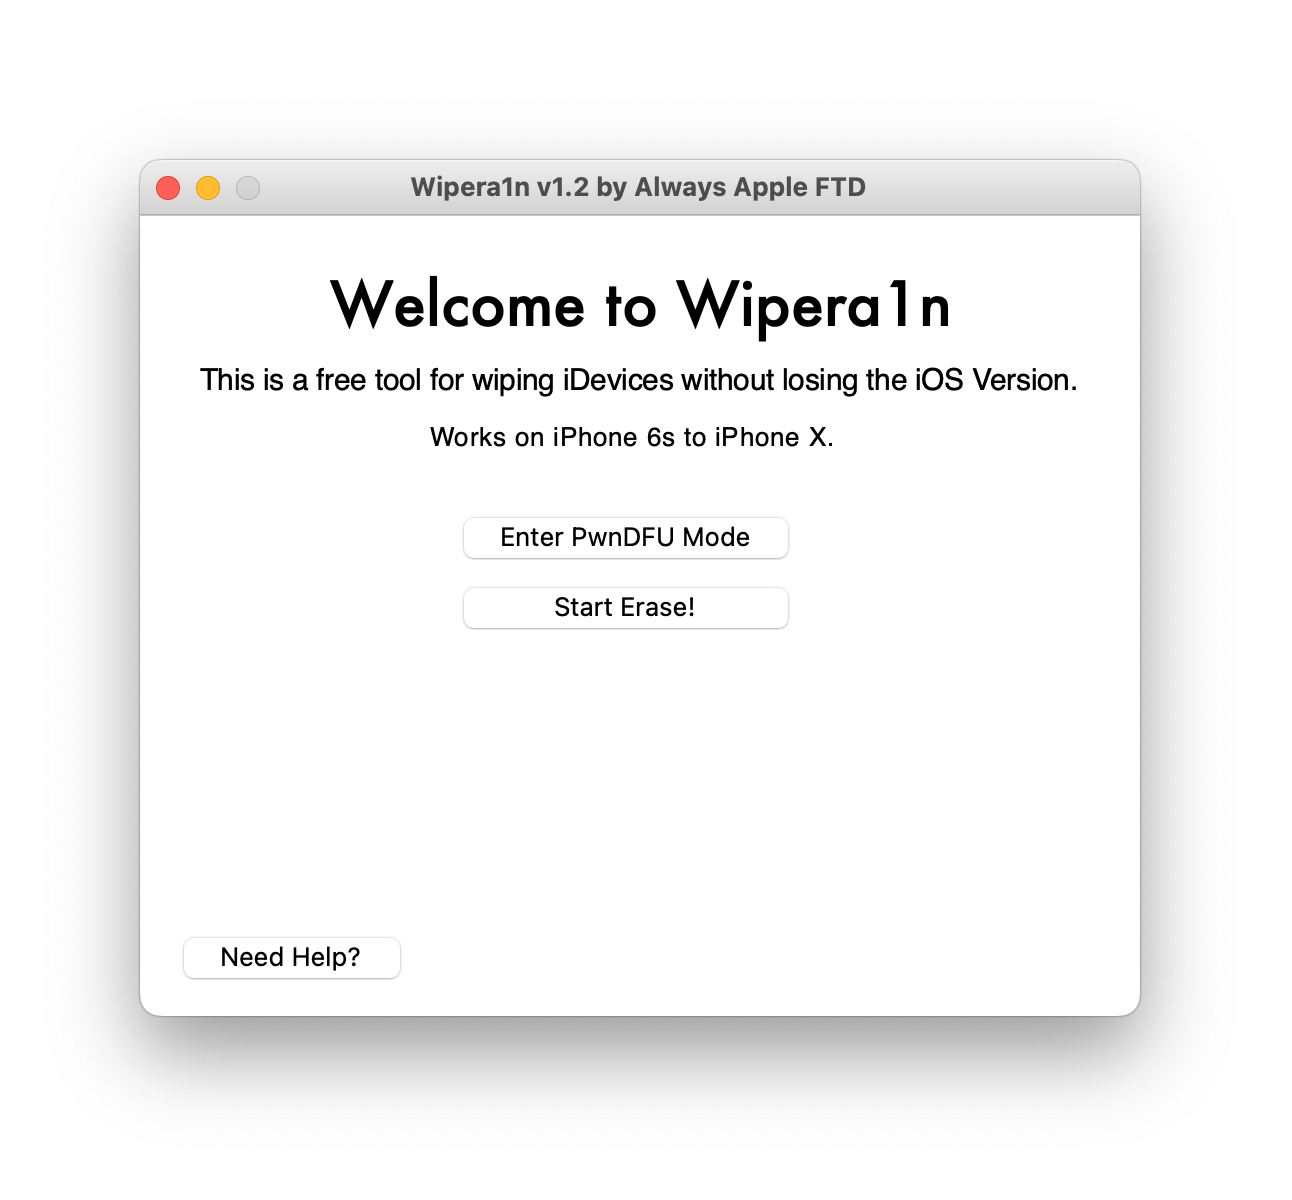 Wipera1n v1.2 by Always Apple FTD
Welcome to Wipera1n
This is a free tool for wiping iDevices without losing the iOS Version.
Works on iPhone 6s to iPhone X.
Enter PwnDFU Mode
Start Erase!
Need Help?